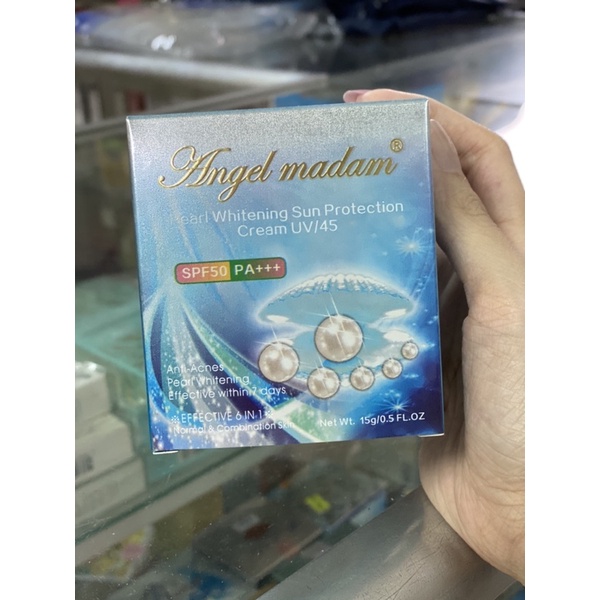 Angel madam®
Pearl Whitening Sun Protection
Cream UV/45
SPF50 PA+++
Anti-Acnes
Pearl Whitening
Effective within 7 days
EFFECTIVE 6 IN 1
Normal & Combination Skin
Net Wt. 15g/0.5 FL.OZ